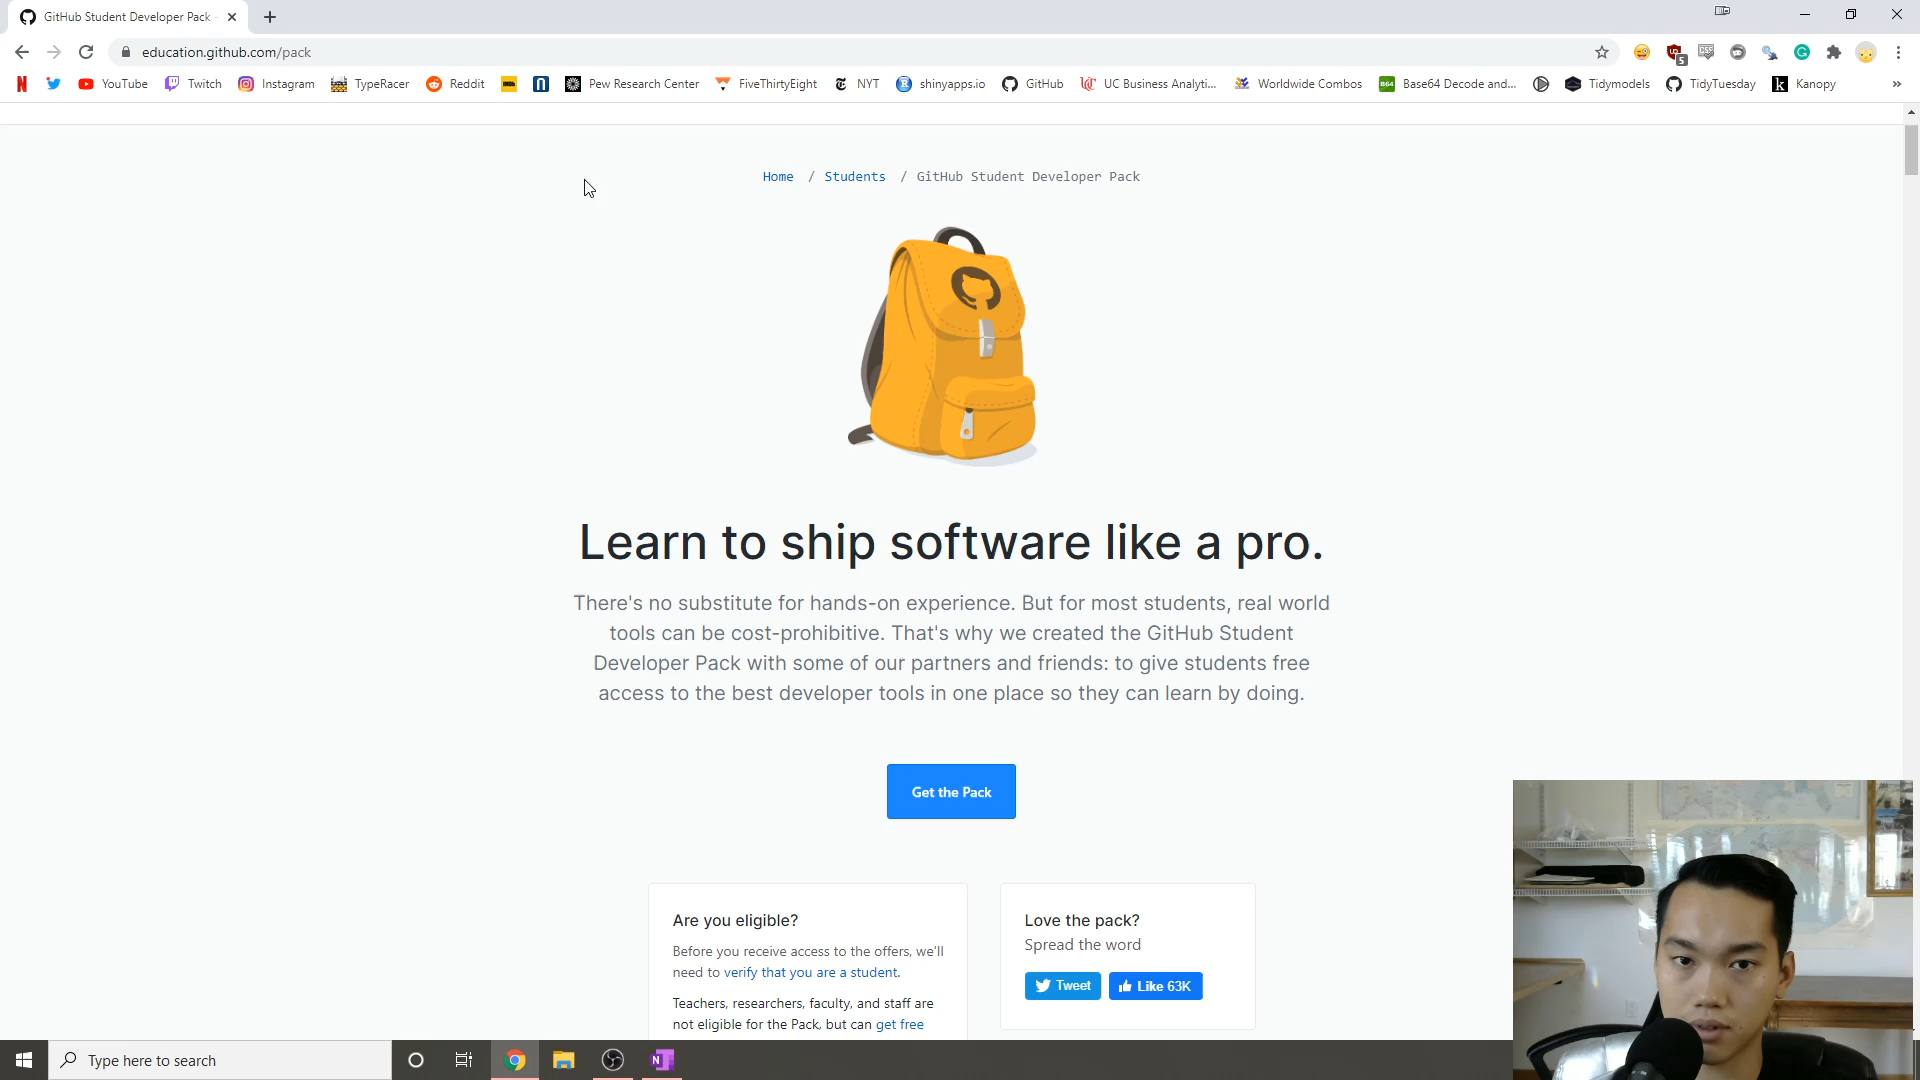 GitHub Student Developer Pack -
education.github.com/pack
YouTube Twitch Instagram TypeRacer Reddit Pew Research Center FiveThirtyEight NYT shinyapps.io GitHub UC Business Analyti... Worldwide Combos Base64 Decode and... Tidymodels TidyTuesday Kanopy »
Home / Students / GitHub Student Developer Pack
Learn to ship software like a pro.
There's no substitute for hands-on experience. But for most students, real world
tools can be cost-prohibitive. That's why we created the GitHub Student
Developer Pack with some of our partners and friends: to give students free
access to the best developer tools in one place so they can learn by doing.
Get the Pack
Are you eligible?
Before you receive access to the offers, we'll
need to verify that you are a student.
Teachers, researchers, faculty, and staff are
not eligible for the Pack, but can get free
Love the pack?
Spread the word
Tweet Like 63K
Type here to search